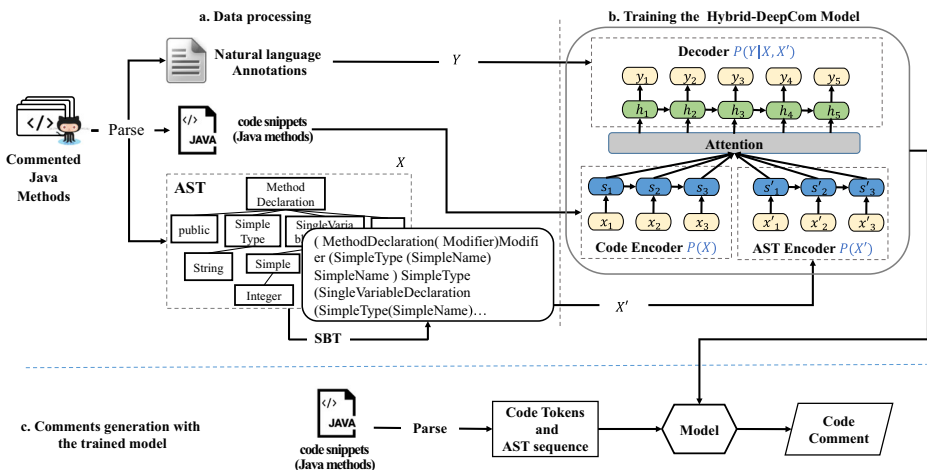 a. Data processing
b. Training the Hybrid-DeepCom Model
Natural language
Annotations
Y
Decoder P(Y|X, X′)
y1 y2 y3 y4 y5
h1 h2 h3 h4 h5
</>
Parse
Commented
Java
Methods
</>
JAVA
code snippets
(Java methods)
X
Attention
s1 s2 s3
s′1 s′2 s′3
x1 x2 x3
x′1 x′2 x′3
Code Encoder P(X)
AST Encoder P(X′)
AST
Method
Declaration
public
Simple
Type
SingleVaria
String
Simple
Integer
( MethodDeclaration( Modifier)Modifi
er (SimpleType (SimpleName)
SimpleName ) SimpleType
(SingleVariableDeclaration
(SimpleType(SimpleName)…
X′
SBT
c. Comments generation with
the trained model
</>
JAVA
code snippets
(Java methods)
Parse
Code Tokens
and
AST sequence
Model
Code
Comment